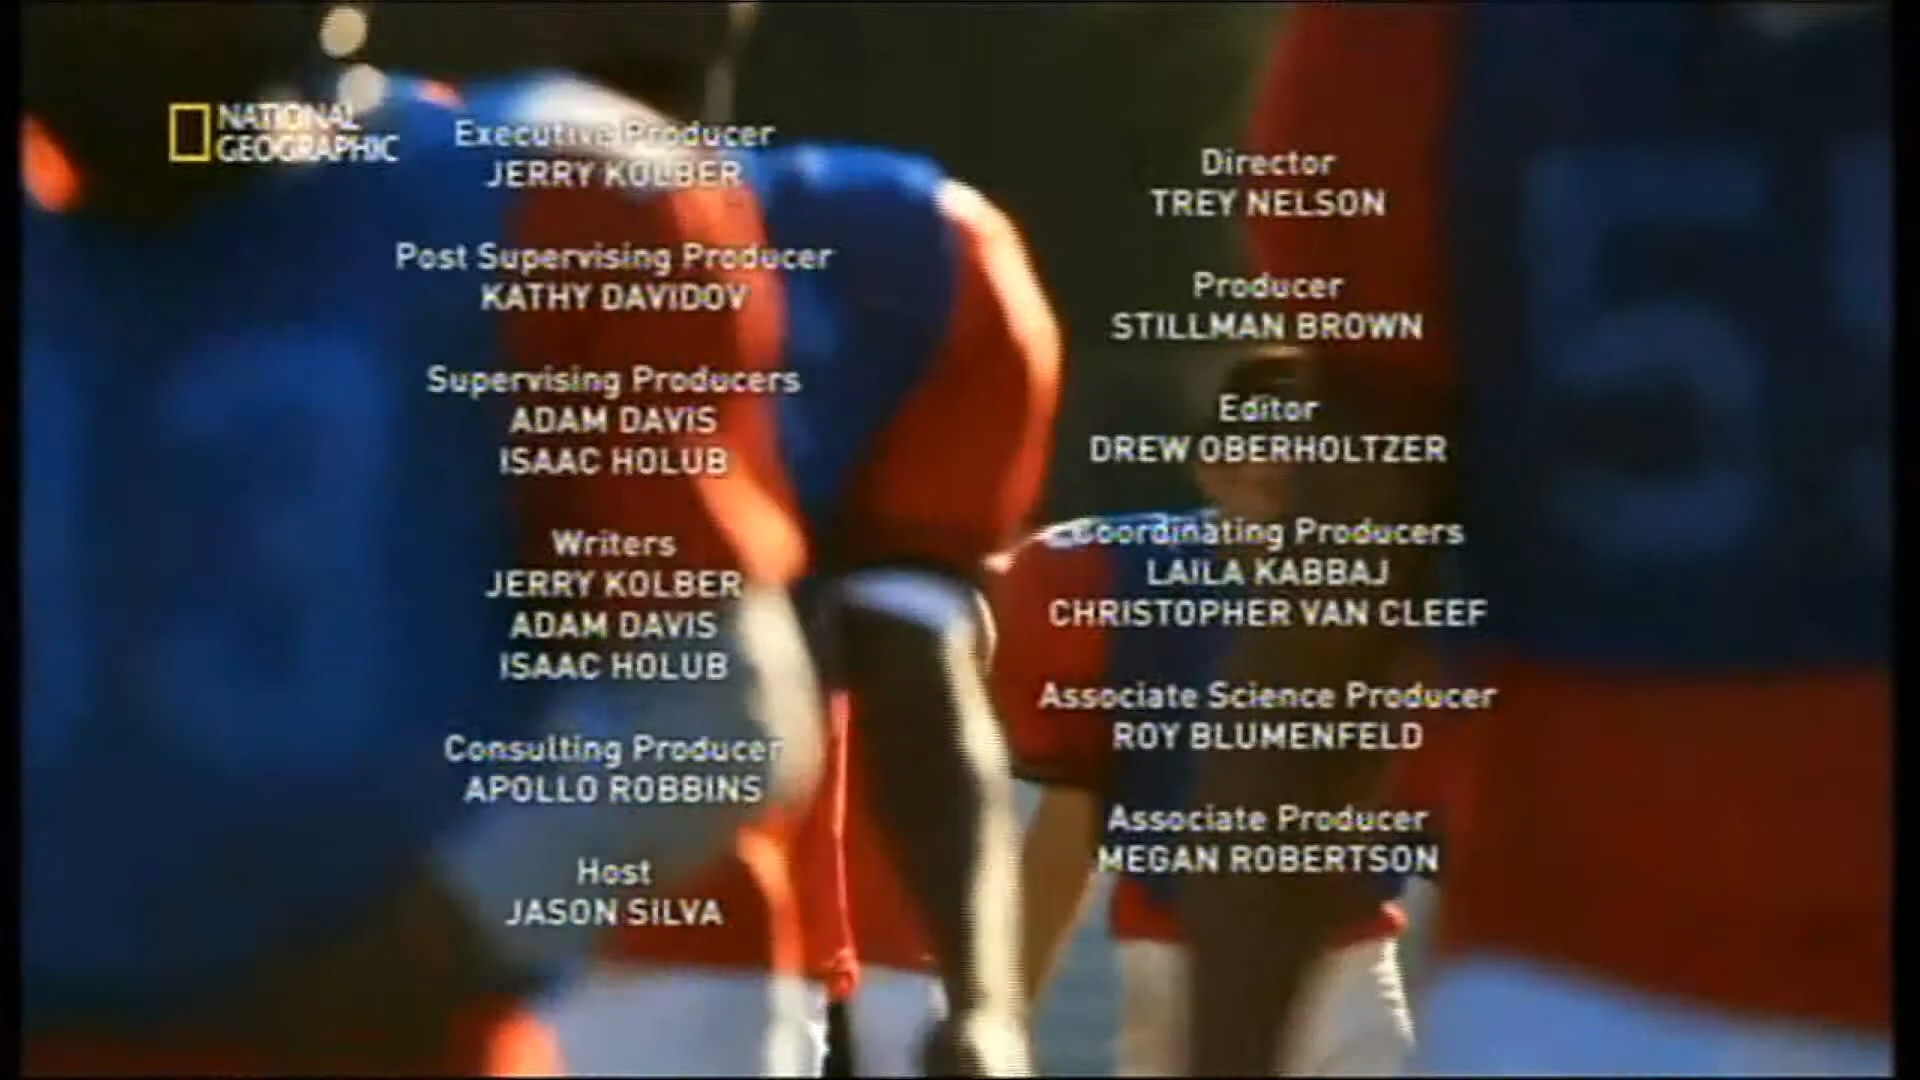 NATIONAL
GEOGRAPHIC
Executive Producer
JERRY KOLBER
Post Supervising Producer
KATHY DAVIDOV
Supervising Producers
ADAM DAVIS
ISAAC HOLUB
Writers
JERRY KOLBER
ADAM DAVIS
ISAAC HOLUB
Consulting Producer
APOLLO ROBBINS
Host
JASON SILVA
Director
TREY NELSON
Producer
STILLMAN BROWN
Editor
DREW OBERHOLTZER
Coordinating Producers
LAILA KABBAJ
CHRISTOPHER VAN CLEEF
Associate Science Producer
ROY BLUMENFELD
Associate Producer
MEGAN ROBERTSON
3
5